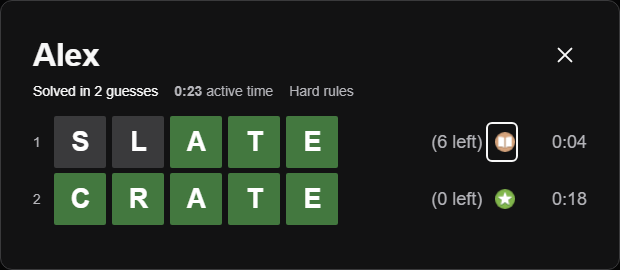 Alex
Solved in 2 guesses 0:23 active time Hard rules
1 S L A T E (6 left) 0:04
2 C R A T E (0 left) 0:18